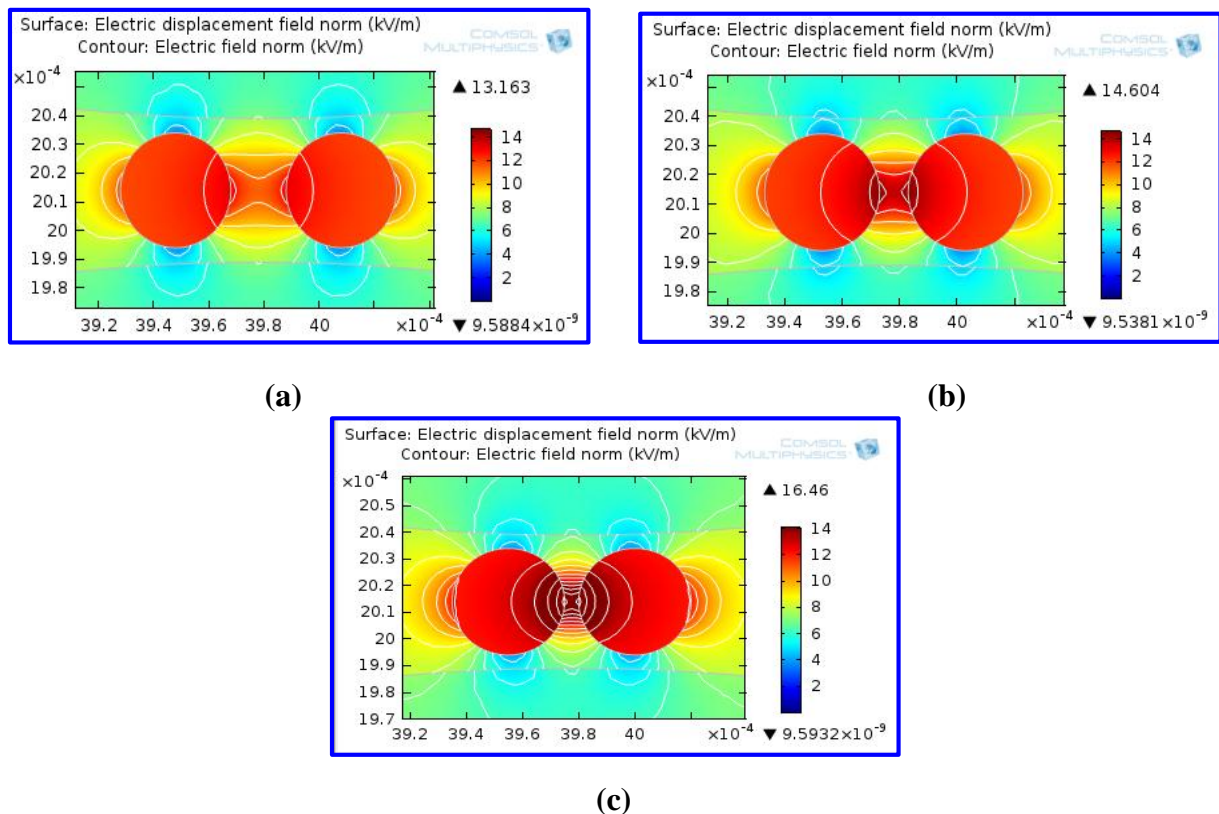 Surface: Electric displacement field norm (kV/m)
Contour: Electric field norm (kV/m)
COMSOL
MULTIPHYSICS
×10⁻⁴
▲ 13.163
20.4
20.3
20.2
20.1
20
19.9
19.8
14
12
10
8
6
4
2
39.2 39.4 39.6 39.8 40 ×10⁻⁴
▼ 9.5884×10⁻⁹
(a)
Surface: Electric displacement field norm (kV/m)
Contour: Electric field norm (kV/m)
COMSOL
MULTIPHYSICS
×10⁻⁴
▲ 14.604
20.4
20.3
20.2
20.1
20
19.9
19.8
14
12
10
8
6
4
2
39.2 39.4 39.6 39.8 40 ×10⁻⁴
▼ 9.5381×10⁻⁹
(b)
Surface: Electric displacement field norm (kV/m)
Contour: Electric field norm (kV/m)
COMSOL
MULTIPHYSICS
×10⁻⁴
▲ 16.46
20.5
20.4
20.3
20.2
20.1
20
19.9
19.8
19.7
14
12
10
8
6
4
2
39.2 39.4 39.6 39.8 40 ×10⁻⁴
▼ 9.5932×10⁻⁹
(c)